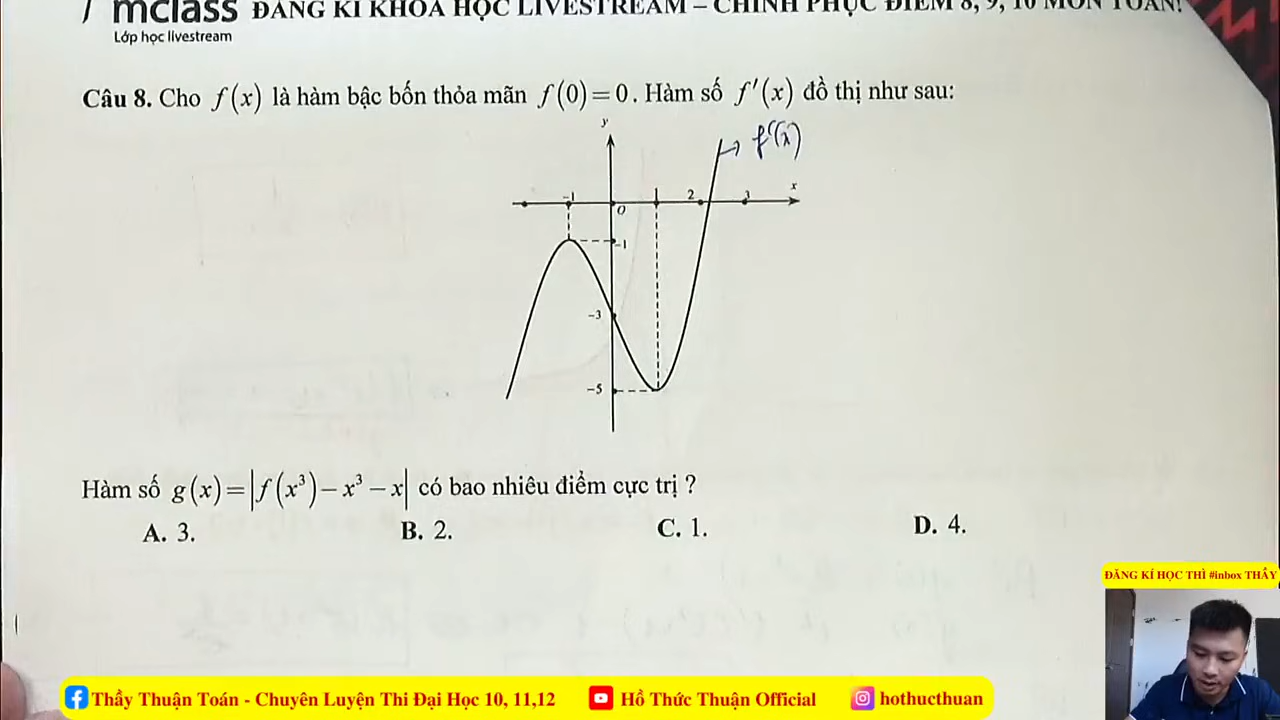 mclass ĐĂNG KÍ KHÓA HỌC LIVESTREAM – CHINH PHỤC ĐIỂM 8, 9, 10 MÔN TOÁN!
Lớp học livestream
Câu 8. Cho f(x) là hàm bậc bốn thỏa mãn f(0)=0. Hàm số f′(x) đồ thị như sau:
y
f'(x)
-1 1 2 3 x
O
-1
-3
-5
Hàm số g(x)=|f(x³)−x³−x| có bao nhiêu điểm cực trị ?
A. 3. B. 2. C. 1. D. 4.
ĐĂNG KÍ HỌC THÌ #inbox THẦY
Thầy Thuận Toán - Chuyên Luyện Thi Đại Học 10, 11,12 Hồ Thức Thuận Official hothucthuan